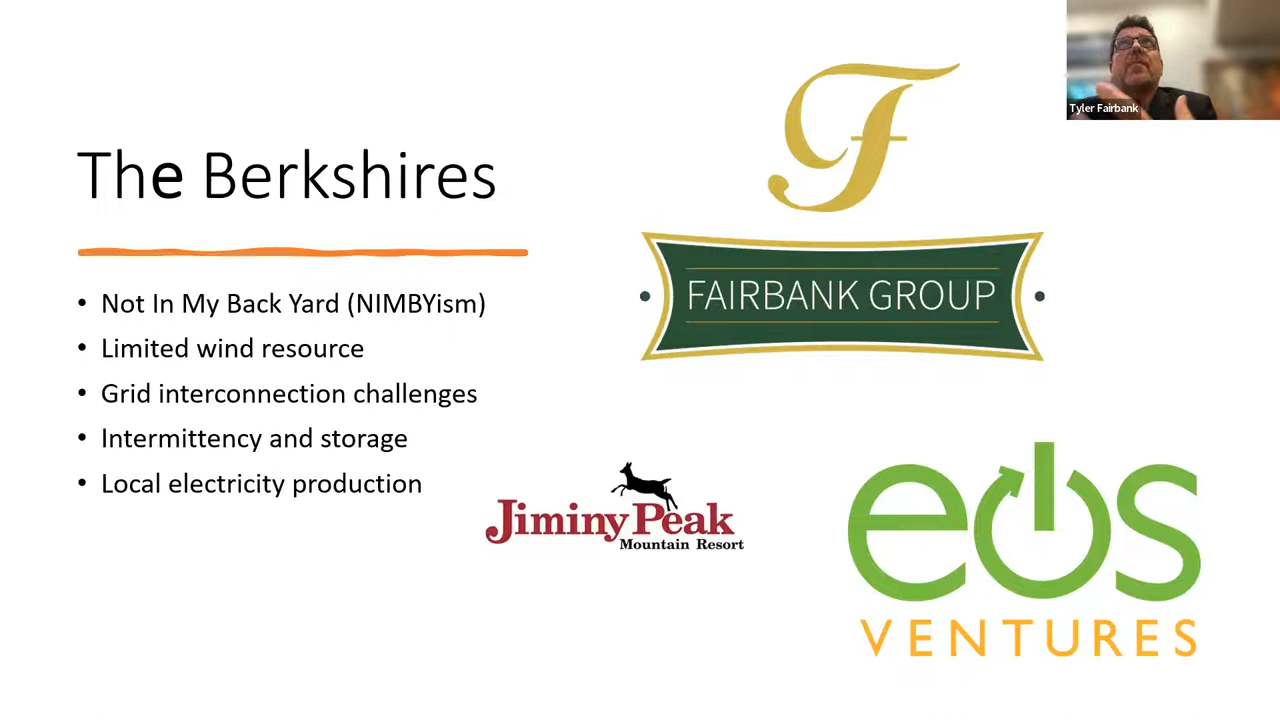 The Berkshires
• Not In My Back Yard (NIMBYism)
• Limited wind resource
• Grid interconnection challenges
• Intermittency and storage
• Local electricity production
F
FAIRBANK GROUP
Jiminy Peak
Mountain Resort
eos
VENTURES
Tyler Fairbank